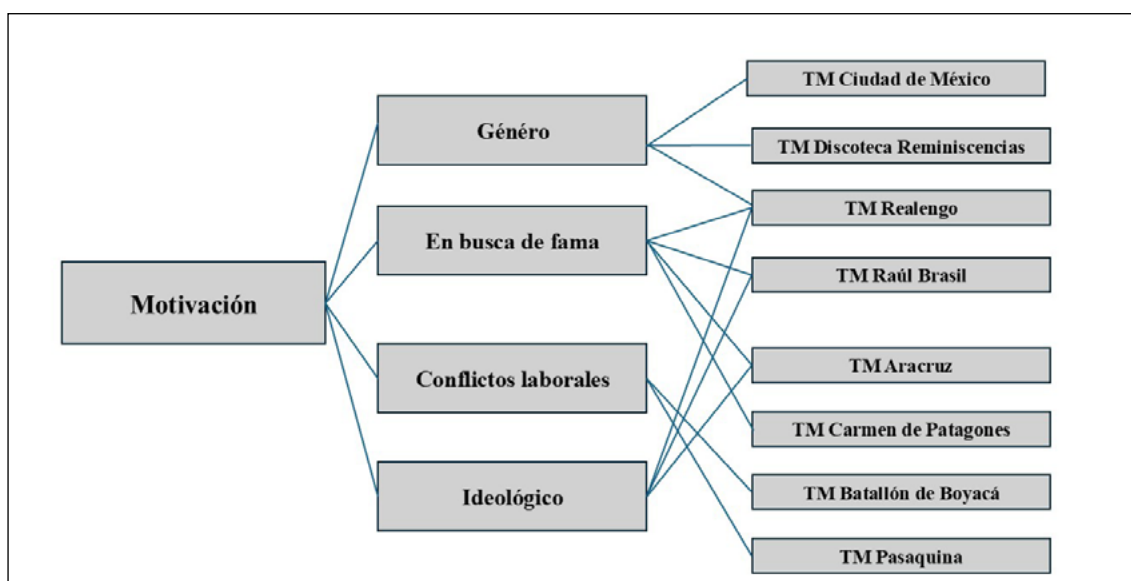 Motivación
Généro
En busca de fama
Conflictos laborales
Ideológico
TM Ciudad de México
TM Discoteca Reminiscencias
TM Realengo
TM Raúl Brasil
TM Aracruz
TM Carmen de Patagones
TM Batallón de Boyacá
TM Pasaquina